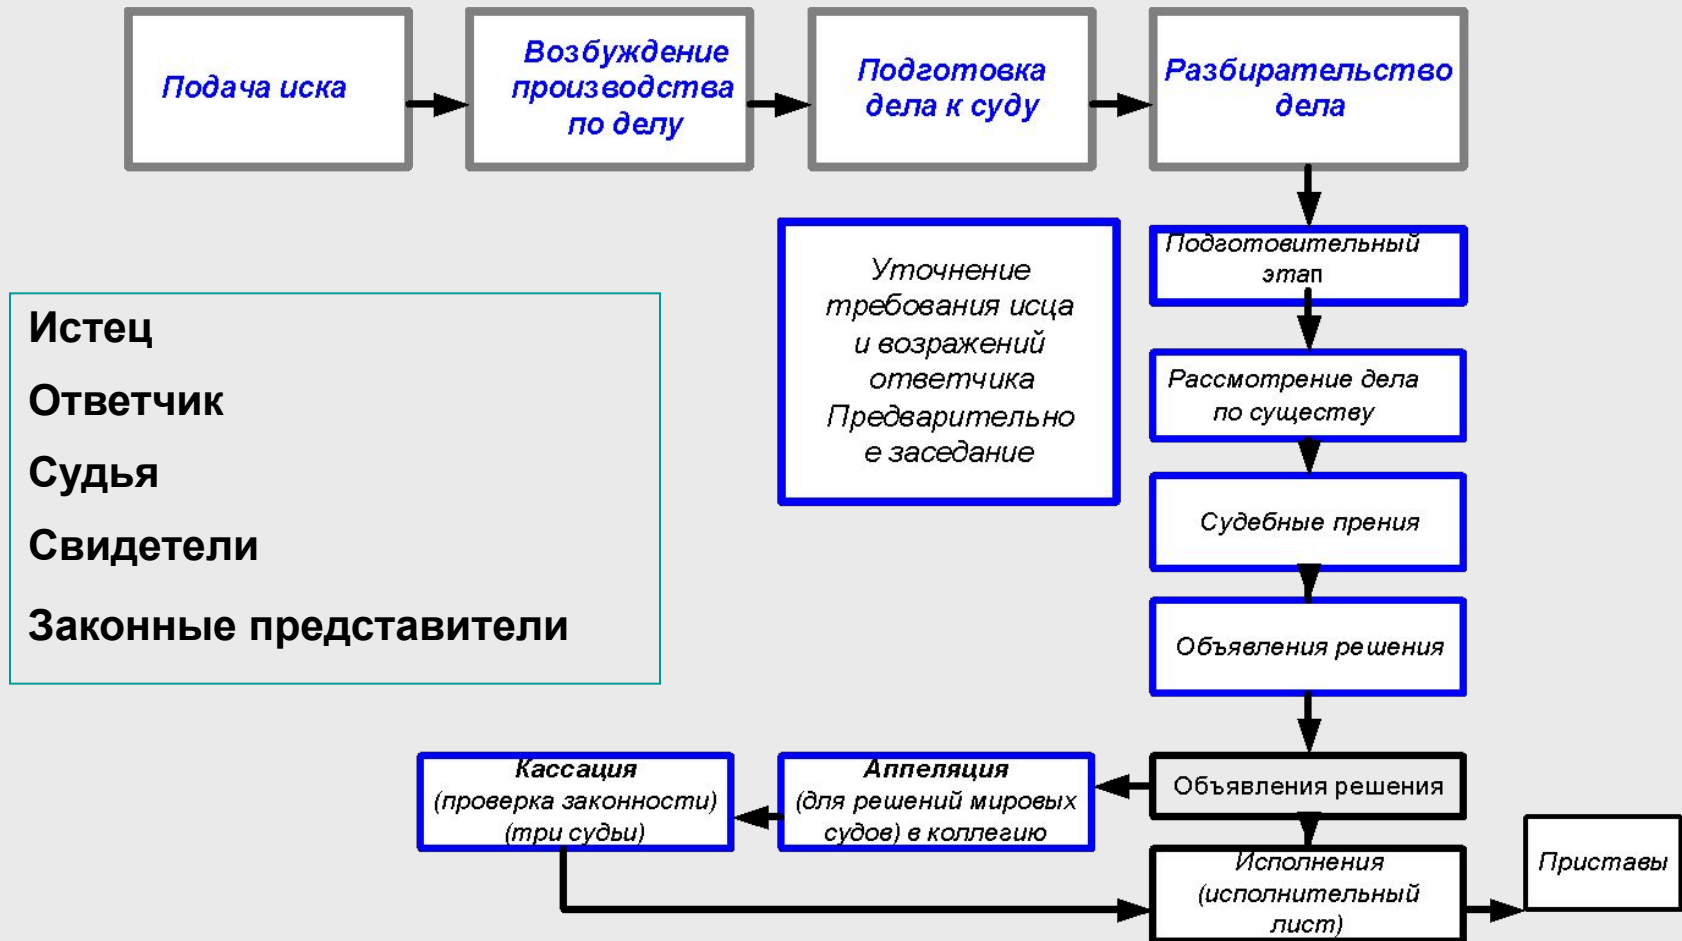 Подача иска
Возбуждение
производства
по делу
Подготовка
дела к суду
Разбирательство
дела
Уточнение
требования исца
и возражений
ответчика
Предварительно
е заседание
Подготовительный
этап
Рассмотрение дела
по существу
Судебные прения
Объявления решения
Истец
Ответчик
Судья
Свидетели
Законные представители
Кассация
(проверка законности)
(три судьи)
Аппеляция
(для решений мировых
судов) в коллегию
Объявления решения
Исполнения
(исполнительный
лист)
Приставы